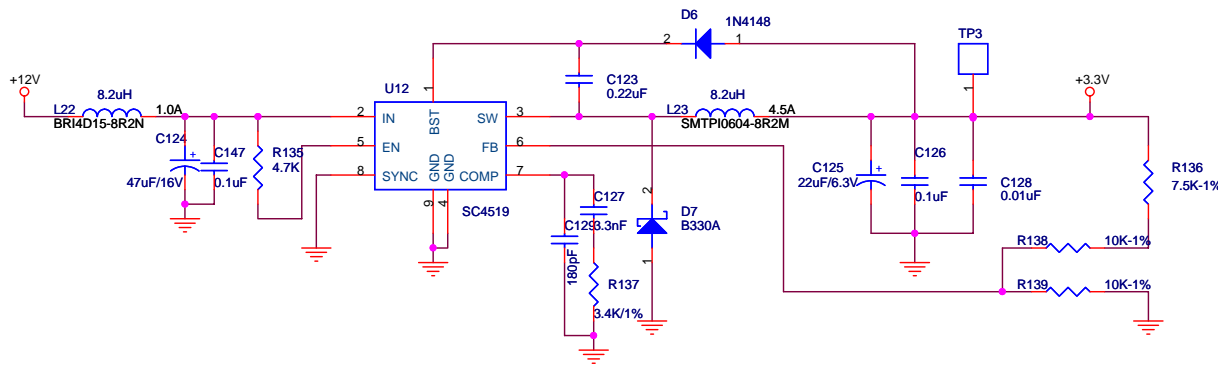 D6
1N4148
2
1
TP3
+12V
U12
C123
0.22uF
8.2uH
1
+3.3V
8.2uH
L22
1.0A
BRI4D15-8R2N
2
IN
BST
SW
3
L23
4.5A
SMTPI0604-8R2M
1
C124
47uF/16V
C147
0.1uF
R135
4.7K
5
EN
FB
6
8
SYNC
GND
GND
COMP
7
9
4
SC4519
C127
3.3nF
C129
180pF
R137
3.4K/1%
2
D7
B330A
1
C125
22uF/6.3V
C126
0.1uF
C128
0.01uF
R136
7.5K-1%
R138
10K-1%
R139
10K-1%